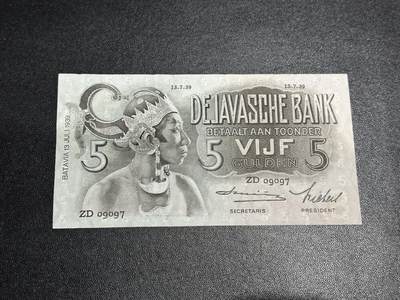 13.7.39 13.7.39
DE JAVASCHE BANK
BETAALT AAN TOONDER
5 5 VIJF 5
GULDEN
BATAVIA 13 JULI 1939
ZD 09097
ZD 09097
SECRETARIS PRESIDENT